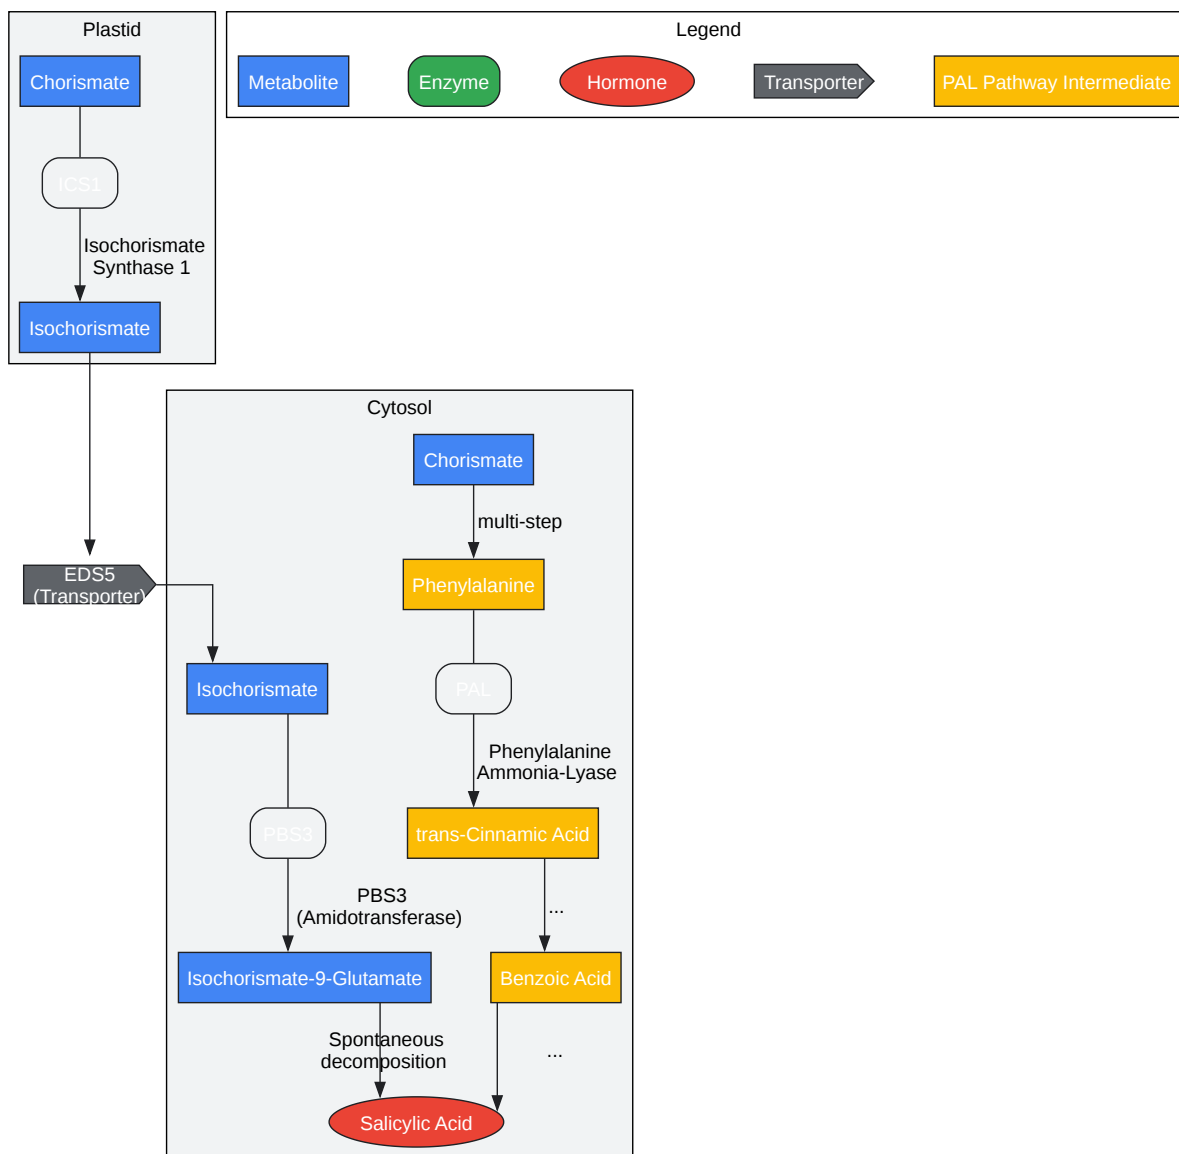 Plastid
Chorismate
ICS1
Isochorismate
Synthase 1
Isochorismate
Legend
Metabolite
Enzyme
Hormone
Transporter
PAL Pathway Intermediate
EDS5
(Transporter)
Cytosol
Chorismate
multi-step
Phenylalanine
Isochorismate
PAL
Phenylalanine
Ammonia-Lyase
PBS3
trans-Cinnamic Acid
PBS3
(Amidotransferase)
...
Isochorismate-9-Glutamate
Benzoic Acid
Spontaneous
decomposition
...
Salicylic Acid